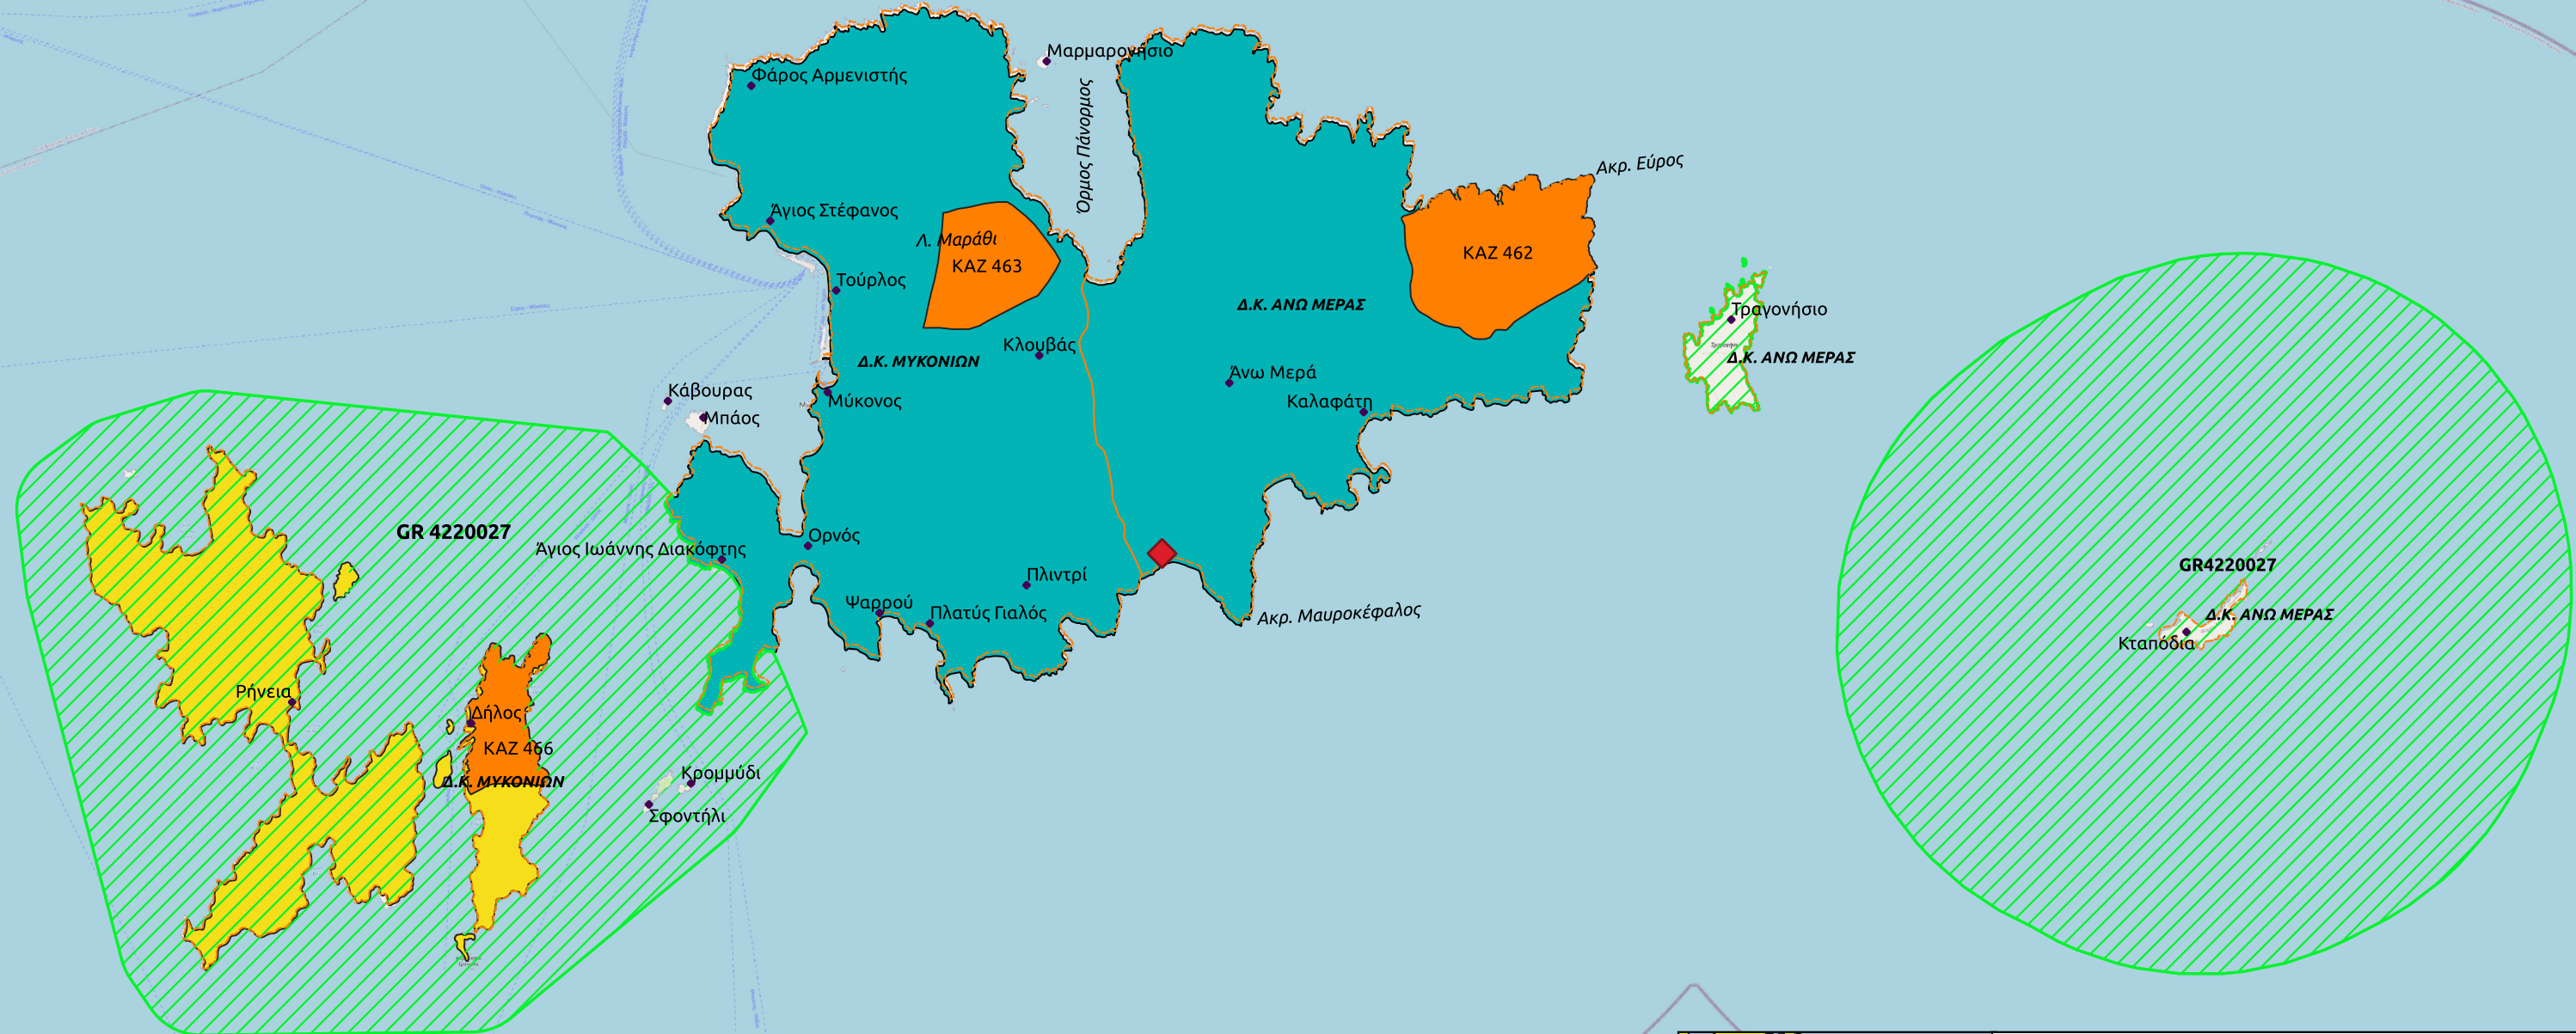 Μαρμαρονήσιο
Φάρος Αρμενιστής
Όρμος Πάνορμος
Ακρ. Εύρος
Άγιος Στέφανος
Λ. Μαράθι
ΚΑΖ 463
ΚΑΖ 462
Τούρλος
Δ.Κ. ΑΝΩ ΜΕΡΑΣ
Τραγονήσιο
Κλουβάς
Δ.Κ. ΜΥΚΟΝΙΩΝ
Δ.Κ. ΑΝΩ ΜΕΡΑΣ
Άνω Μερά
Κάβουρας
Μύκονος
Καλαφάτη
Μπάος
GR 4220027
Ορνός
Άγιος Ιωάννης Διακόφτης
GR4220027
Πλιντρί
Ψαρρού
Πλατύς Γιαλός
Ακρ. Μαυροκέφαλος
Δ.Κ. ΑΝΩ ΜΕΡΑΣ
Κταπόδια
Ρήνεια
Δήλος
ΚΑΖ 466
Δ.Κ. ΜΥΚΟΝΙΩΝ
Κρομμύδι
Σφοντήλι